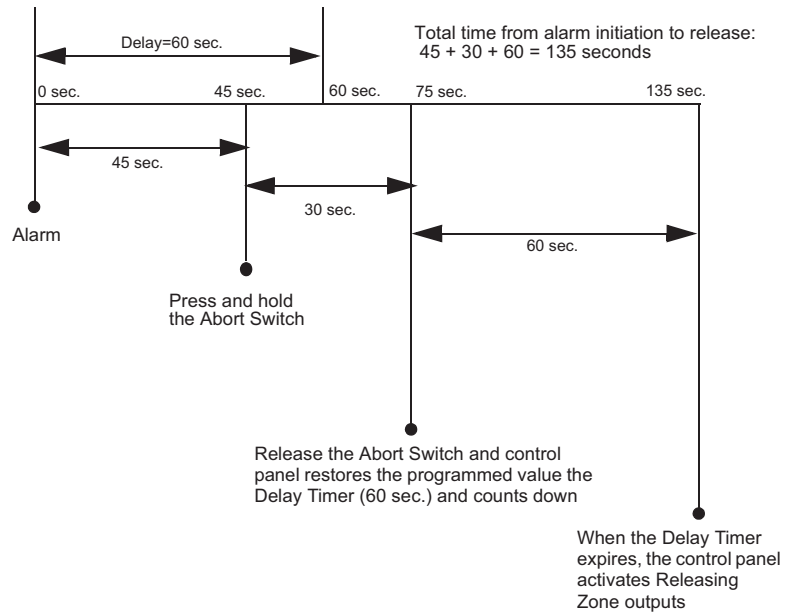 Delay=60 sec.
Total time from alarm initiation to release:
45 + 30 + 60 = 135 seconds
0 sec.
45 sec.
60 sec.
75 sec.
135 sec.
45 sec.
30 sec.
60 sec.
Alarm
Press and hold
the Abort Switch
Release the Abort Switch and control
panel restores the programmed value the
Delay Timer (60 sec.) and counts down
When the Delay Timer
expires, the control panel
activates Releasing
Zone outputs